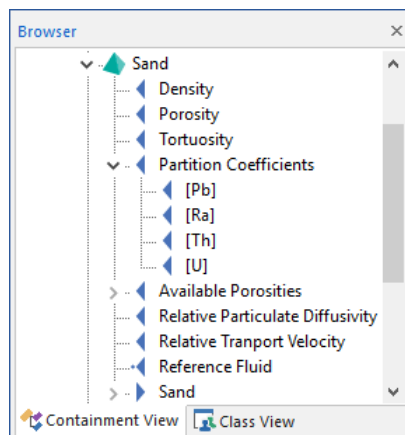 Browser
Sand
Density
Porosity
Tortuosity
Partition Coefficients
[Pb]
[Ra]
[Th]
[U]
Available Porosities
Relative Particulate Diffusivity
Relative Tranport Velocity
Reference Fluid
Sand
Containment View Class View